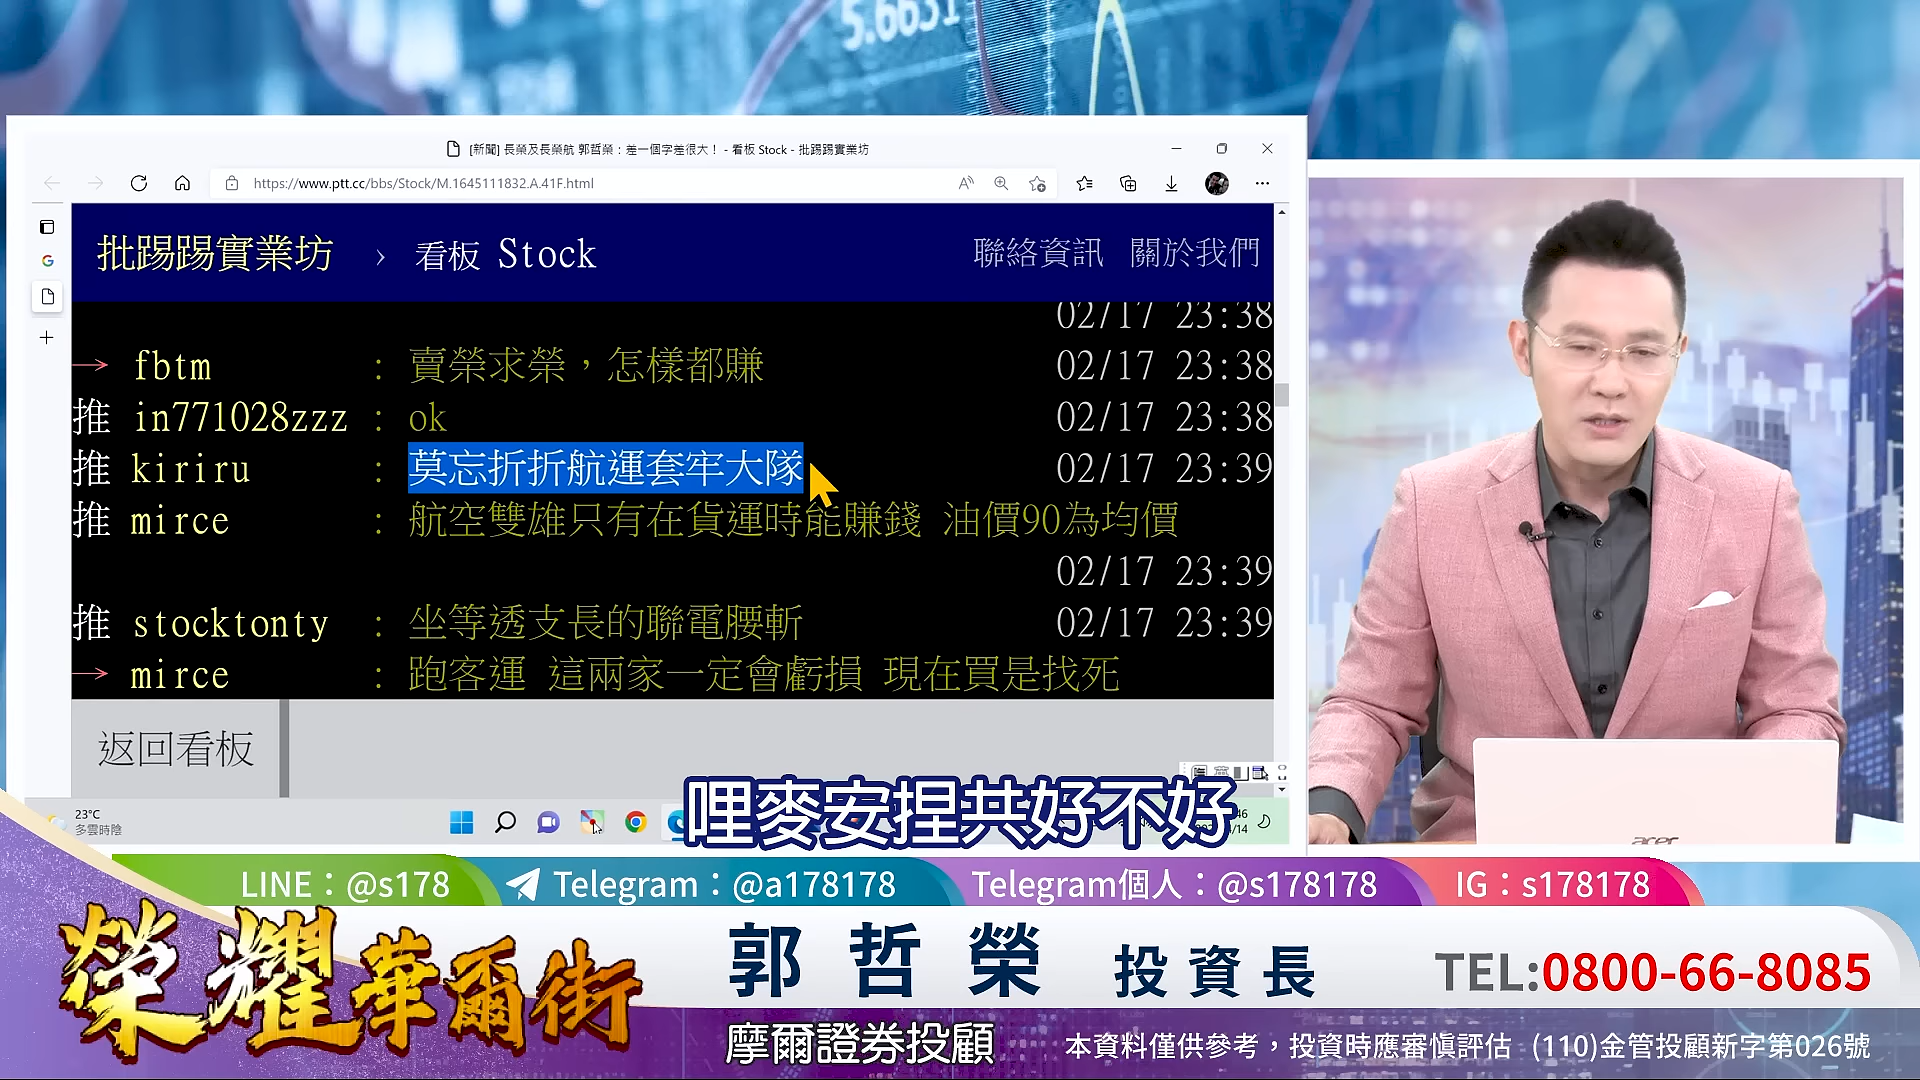 5.6631
[新聞] 長榮及長榮航 郭哲榮：差一個字差很大！ - 看板 Stock - 批踢踢實業坊
https://www.ptt.cc/bbs/Stock/M.1645111832.A.41F.html
批踢踢實業坊 › 看板 Stock 聯絡資訊 關於我們
02/17 23:38
→ fbtm : 賣榮求榮，怎樣都賺 02/17 23:38
推 in771028zzz : ok 02/17 23:38
推 kiriru : 莫忘折折航運套牢大隊 02/17 23:39
推 mirce : 航空雙雄只有在貨運時能賺錢 油價90為均價
02/17 23:39
推 stocktonty : 坐等透支長的聯電腰斬 02/17 23:39
→ mirce : 跑客運 這兩家一定會虧損 現在買是找死
返回看板
23°C
多雲時陰
哩麥安捏共好不好
acer
LINE：@s178 Telegram：@a178178 Telegram個人：@s178178 IG：s178178
榮耀華爾街
郭哲榮 投資長
TEL:0800-66-8085
摩爾證券投顧
本資料僅供參考，投資時應審慎評估 (110)金管投顧新字第026號